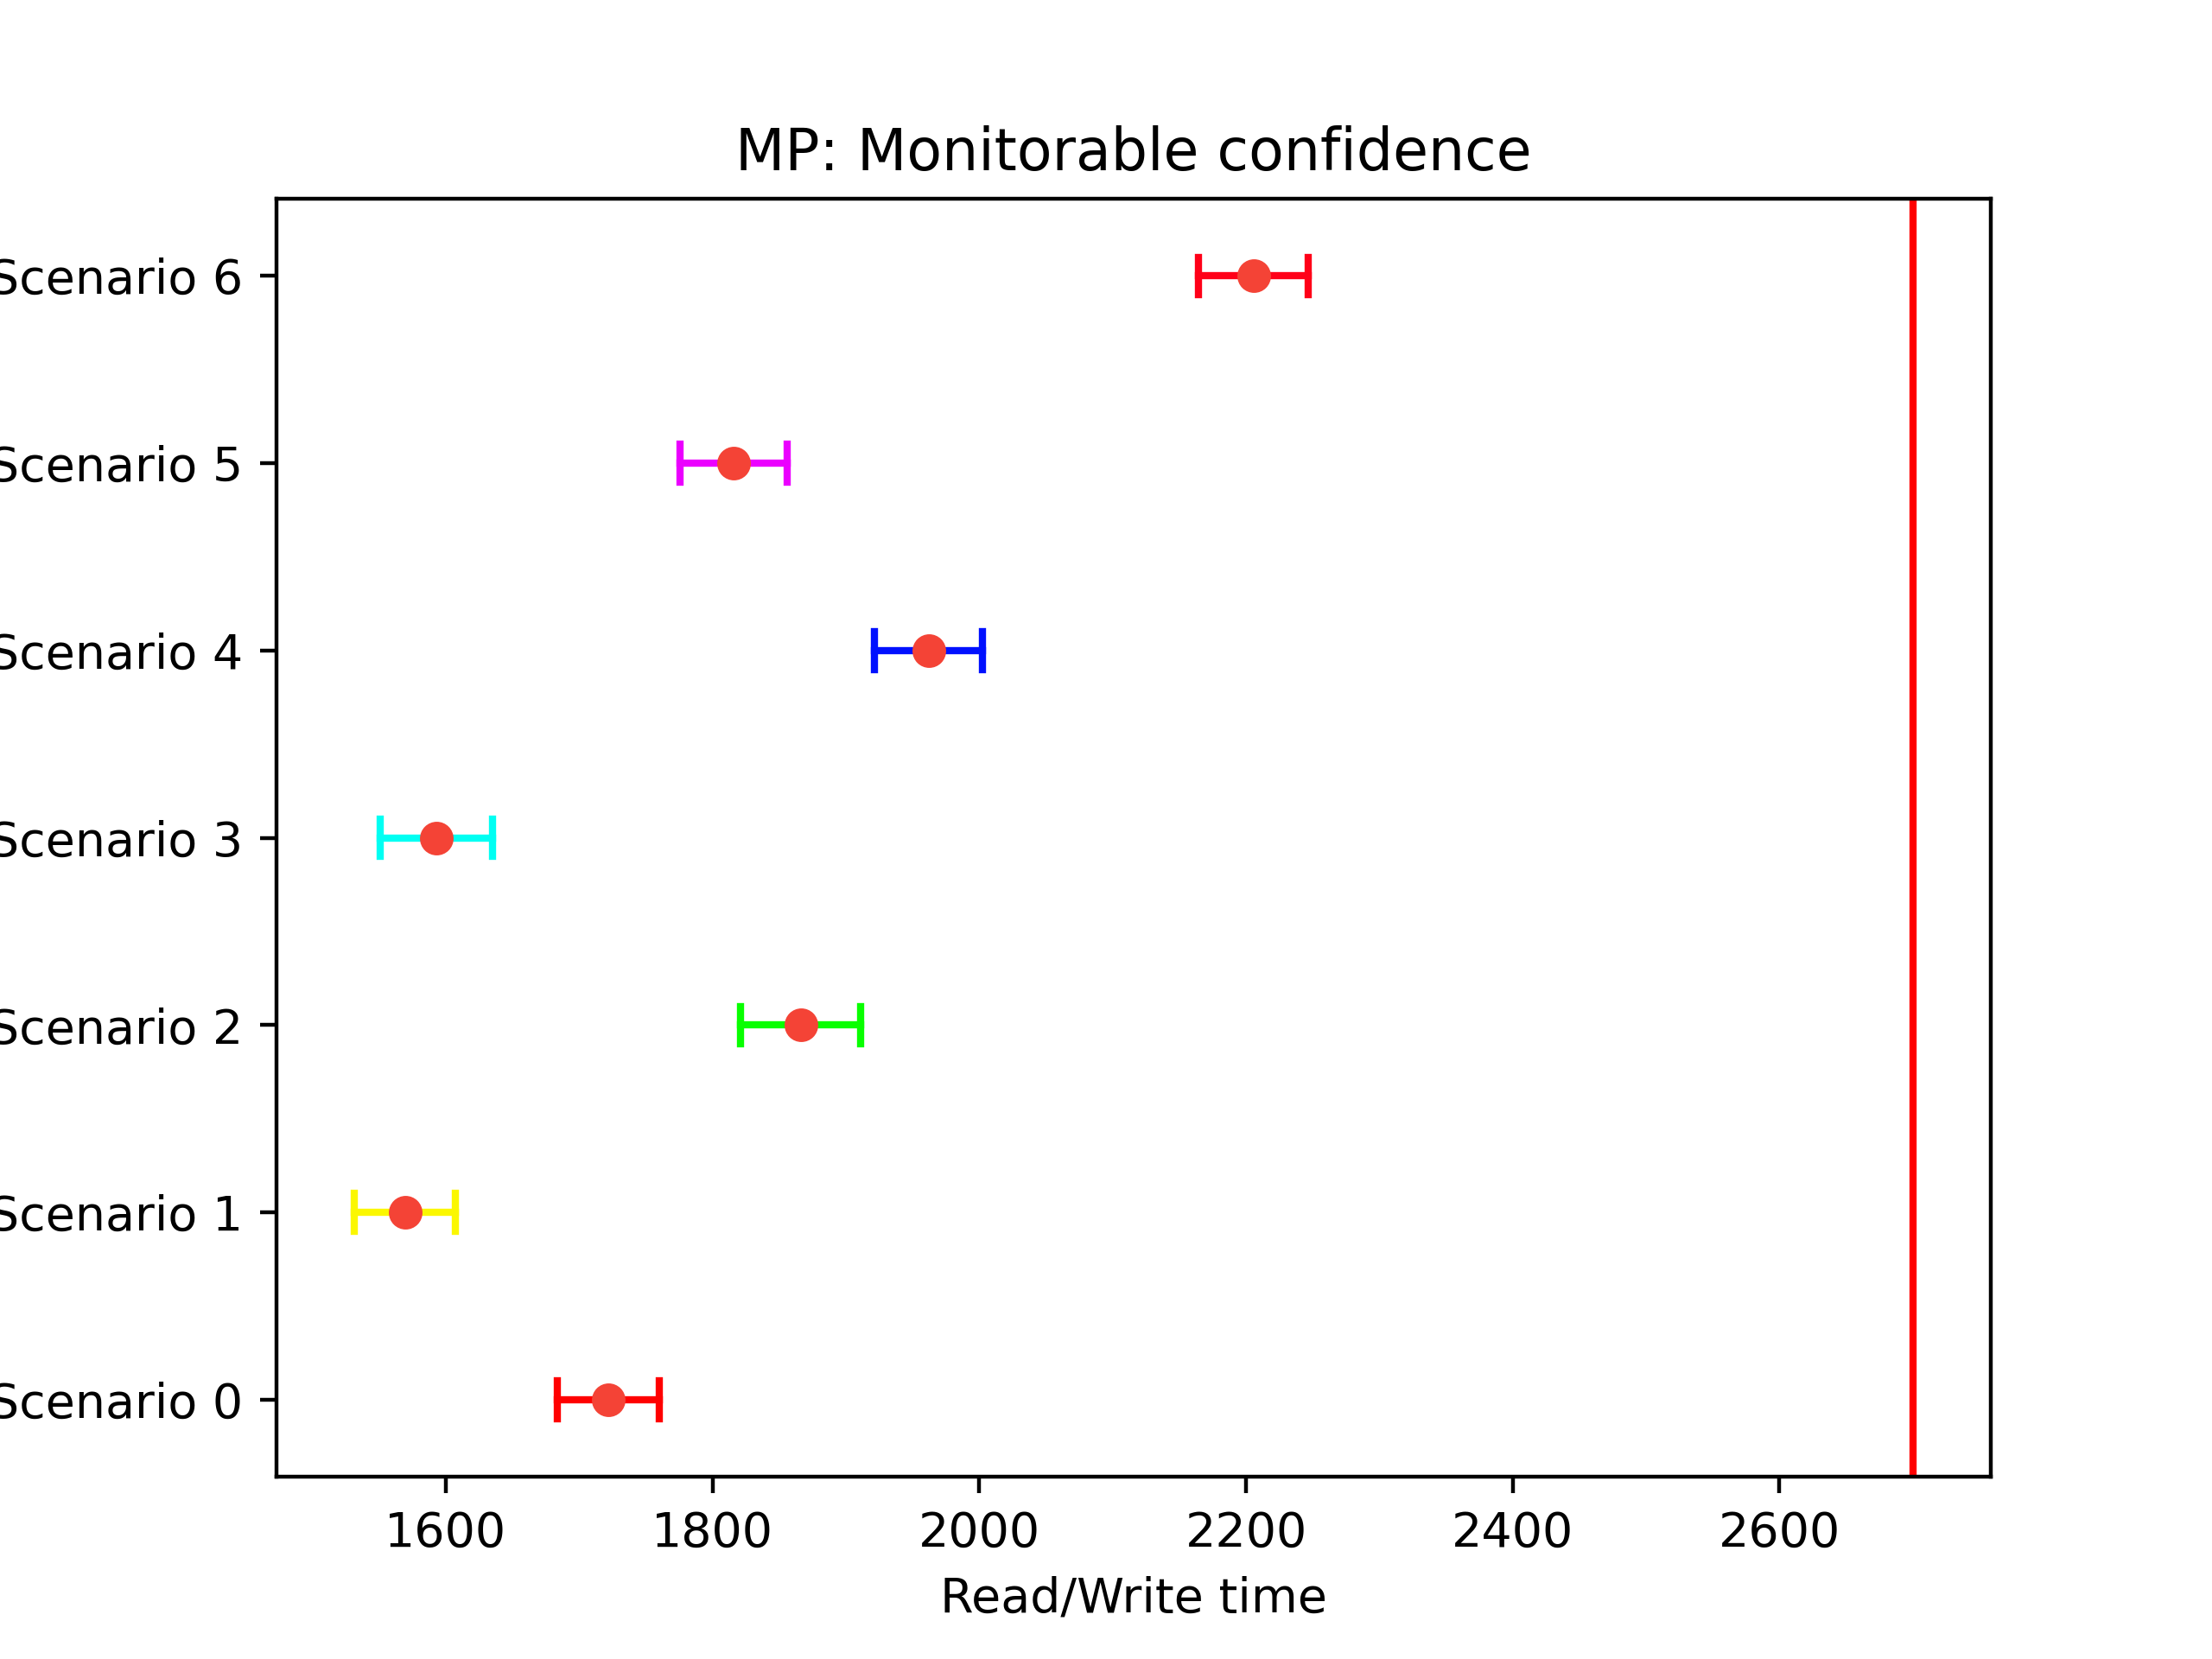 MP: Monitorable confidence
Scenario 6
Scenario 5
Scenario 4
Scenario 3
Scenario 2
Scenario 1
Scenario 0
1600 1800 2000 2200 2400 2600
Read/Write time